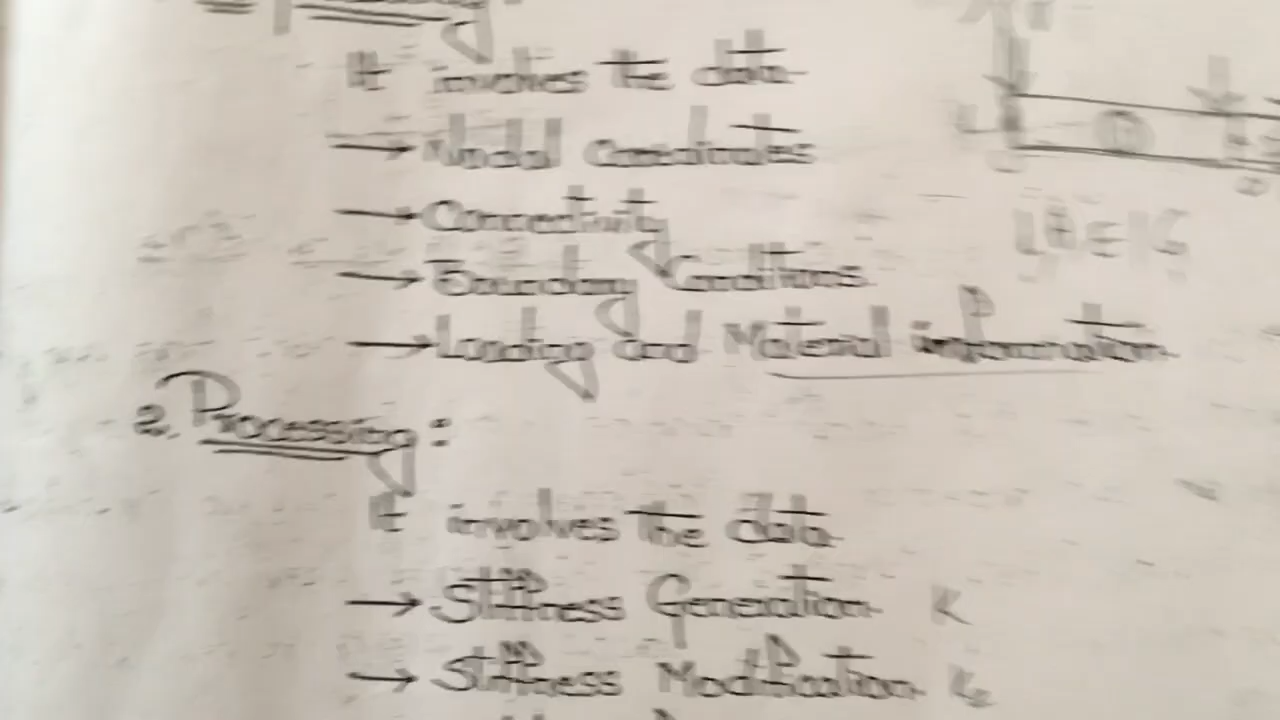 It involves the data
→ Nodal Coordinates
→ Connectivity
→ Boundary Conditions.
→ Loading and Material information.
2. Processing:
It involves the data
→ Stiffness Generation K
→ Stiffness Modification K